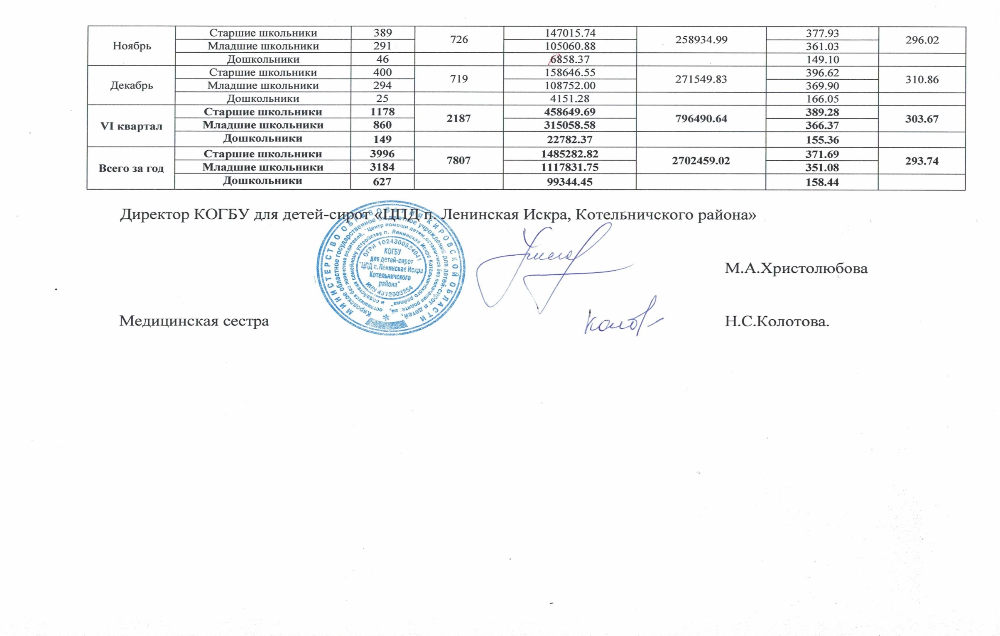 Ноябрь Старшие школьники 389 726 147015.74 258934.99 377.93 296.02
Младшие школьники 291 105060.88 361.03
Дошкольники 46 6858.37 149.10
Декабрь Старшие школьники 400 719 158646.55 271549.83 396.62 310.86
Младшие школьники 294 108752.00 369.90
Дошкольники 25 4151.28 166.05
VI квартал Старшие школьники 1178 2187 458649.69 796490.64 389.28 303.67
Младшие школьники 860 315058.58 366.37
Дошкольники 149 22782.37 155.36
Всего за год Старшие школьники 3996 7807 1485282.82 2702459.02 371.69 293.74
Младшие школьники 3184 1117831.75 351.08
Дошкольники 627 99344.45 158.44
Директор КОГБУ для детей-сирот «ЦПД п. Ленинская Искра, Котельничского района»
МИНИСТЕРСТВО ОБРАЗОВАНИЯ КИРОВСКОЙ ОБЛАСТИ
Кировское областное государственное бюджетное учреждение для детей-сирот и детей,
оставшихся без попечения родителей, "Центр помощи детям, оставшимся без попечения родителей,
и содействия семейному устройству п. Ленинская Искра Котельничского района"
ОГРН 1024300824041
КОГБУ
для детей-сирот
"ЦПД п.Ленинская Искра
Котельничского
района"
ИНН 4313003254
М.А.Христолюбова
Медицинская сестра
Н.С.Колотова.